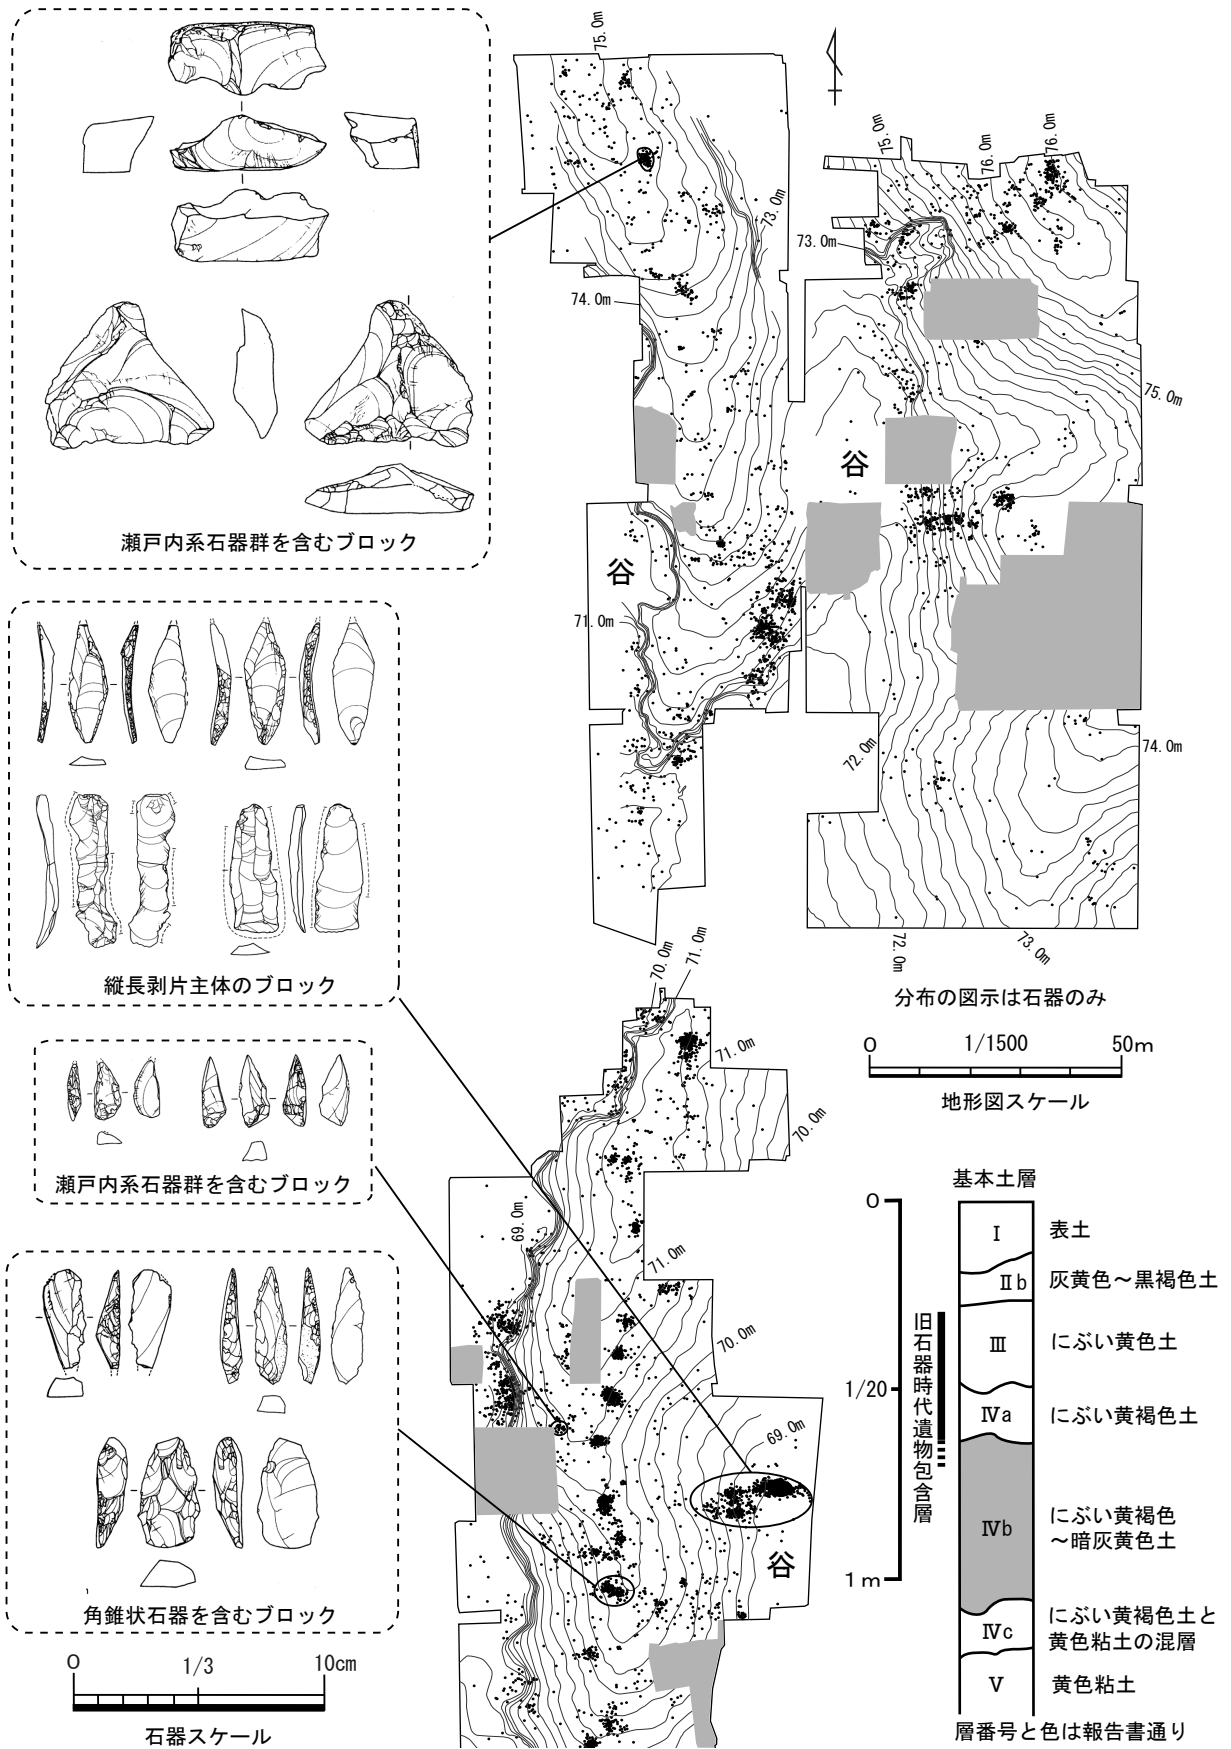 瀬戸内系石器群を含むブロック
縦長剥片主体のブロック
瀬戸内系石器群を含むブロック
角錐状石器を含むブロック
0 1/3 10cm
石器スケール
75.0m
73.0m
74.0m
谷
71.0m
75.0m
76.0m
76.0m
73.0m
75.0m
谷
72.0m
74.0m
72.0m
73.0m
分布の図示は石器のみ
0 1/1500 50m
地形図スケール
70.0m
71.0m
71.0m
70.0m
69.0m
71.0m
70.0m
69.0m
谷
基本土層
0
1/20
1m
旧石器時代遺物包含層
Ⅰ 表土
Ⅱb 灰黄色～黒褐色土
Ⅲ にぶい黄色土
Ⅳa にぶい黄褐色土
Ⅳb にぶい黄褐色
～暗灰黄色土
Ⅳc にぶい黄褐色土と
黄色粘土の混層
Ⅴ 黄色粘土
層番号と色は報告書通り